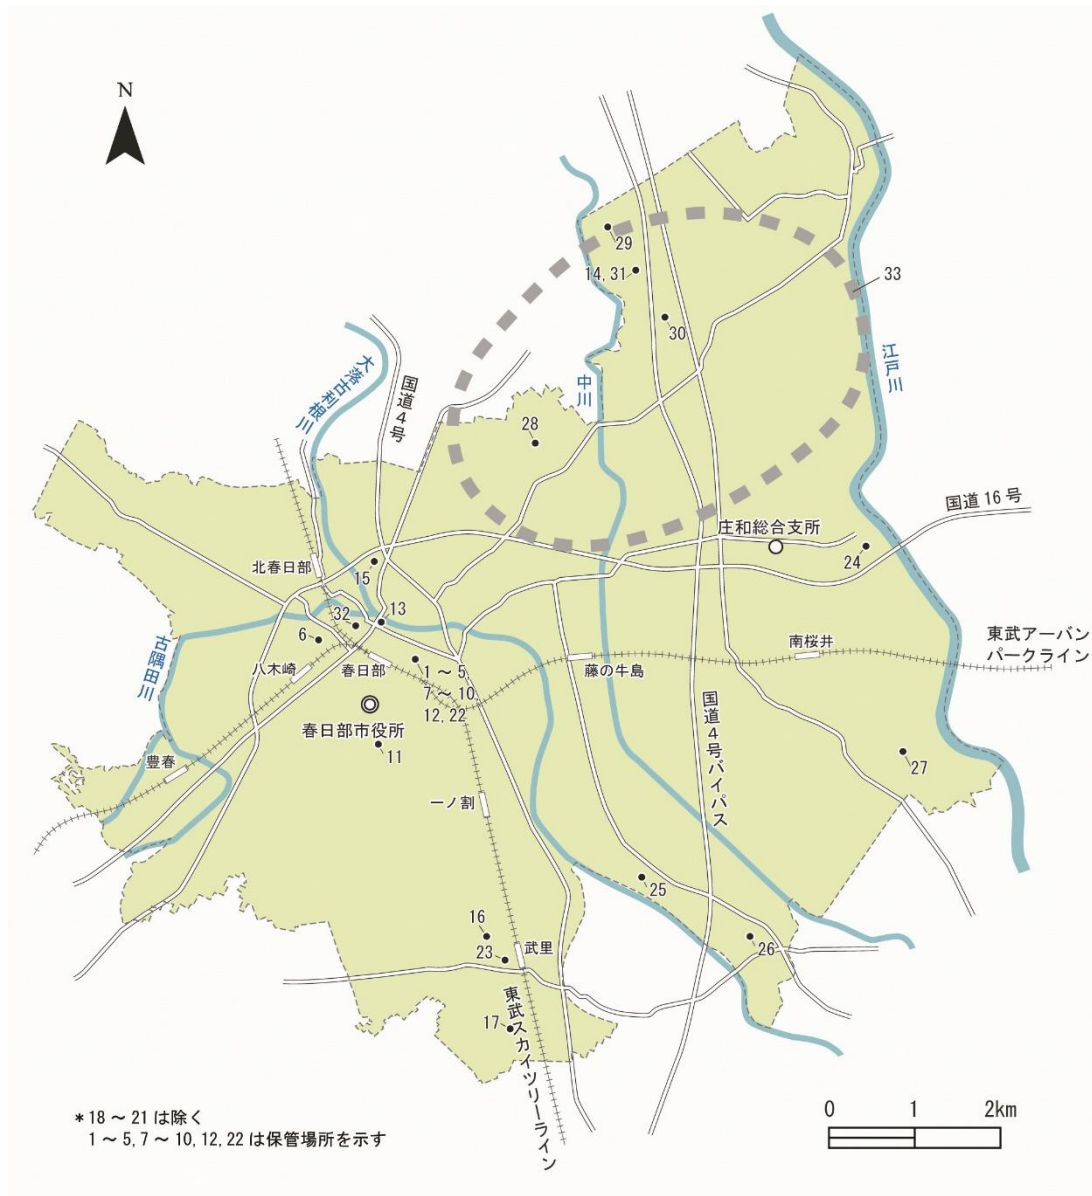 N
29
14, 31
33
30
大落古利根川
国道4号
中川
江戸川
28
国道16号
庄和総合支所
24
北春日部
15
32
13
6
古隅田川
八木崎
春日部
1～5
7～10,
12, 22
藤の牛島
南桜井
東武アーバン
パークライン
春日部市役所
11
国道4号バイパス
豊春
27
一ノ割
25
16
23
武里
26
17
東武スカイツリーライン
＊18～21は除く
1～5, 7～10, 12, 22は保管場所を示す
0 1 2km